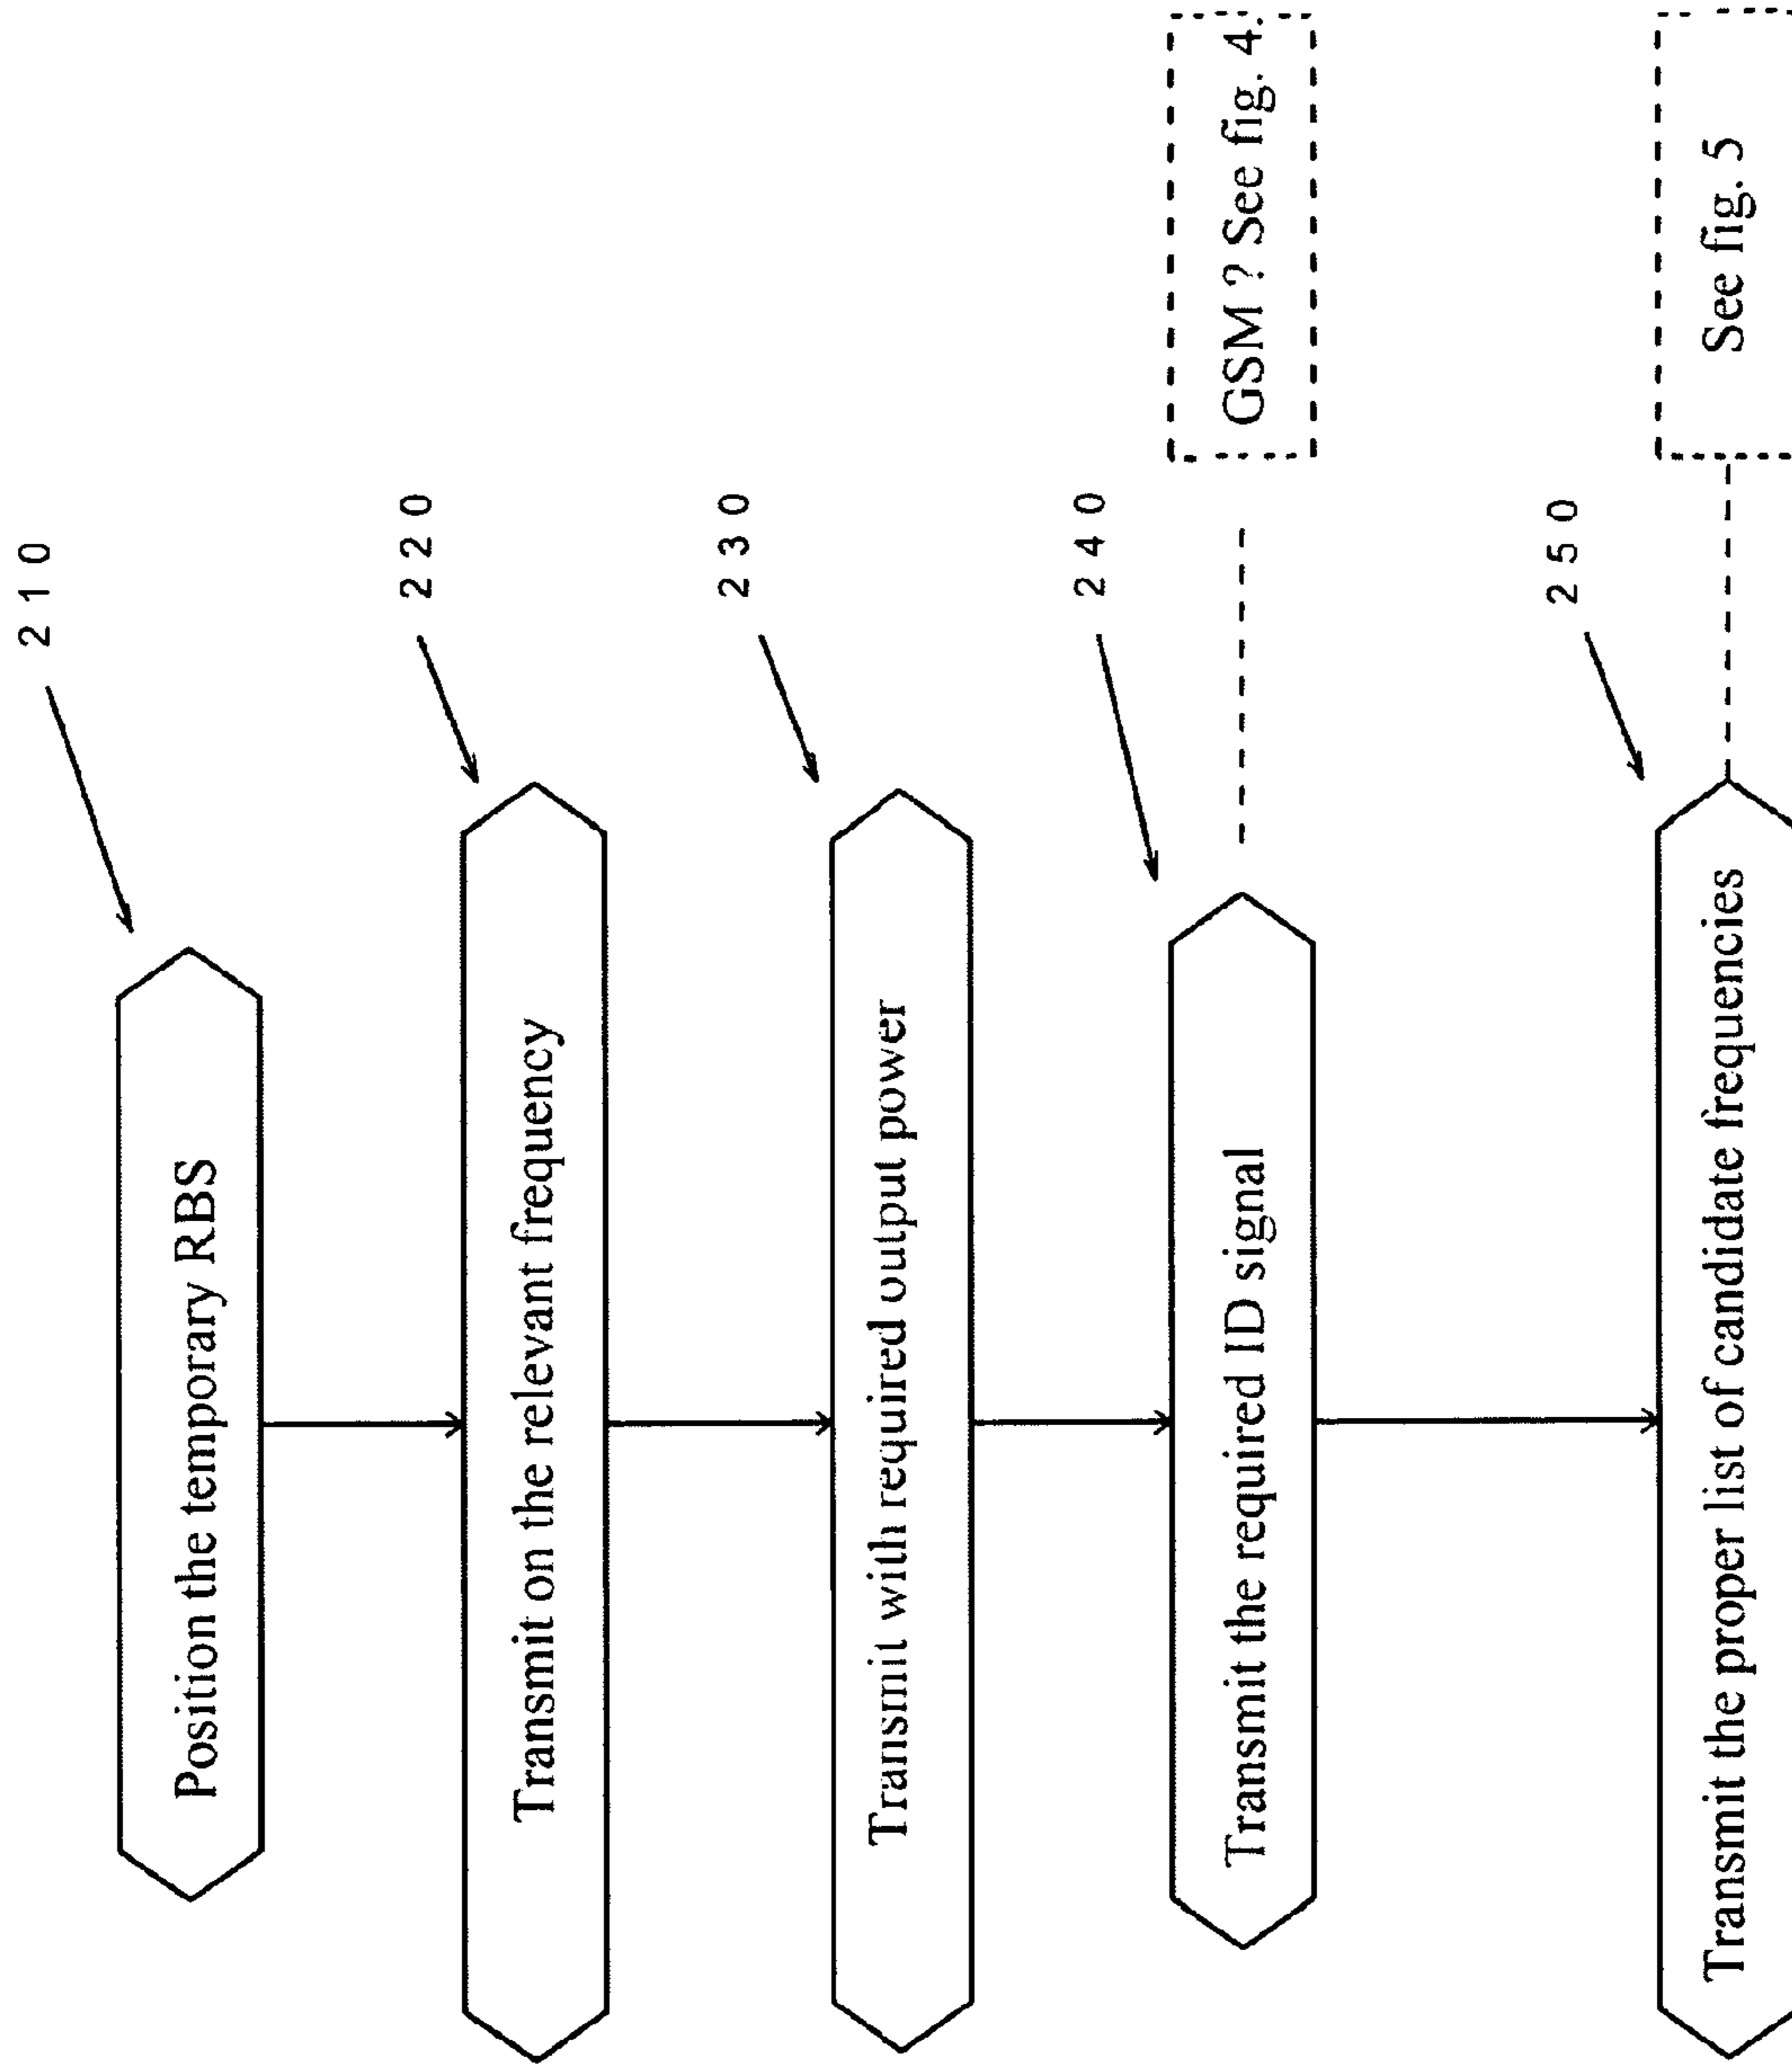 210
Position the temporary RBS
220
Transmit on the relevant frequency
230
Transmit with required output power
240
Transmit the required ID signal
GSM ? See fig. 4.
250
Transmit the proper list of candidate frequencies
See fig. 5